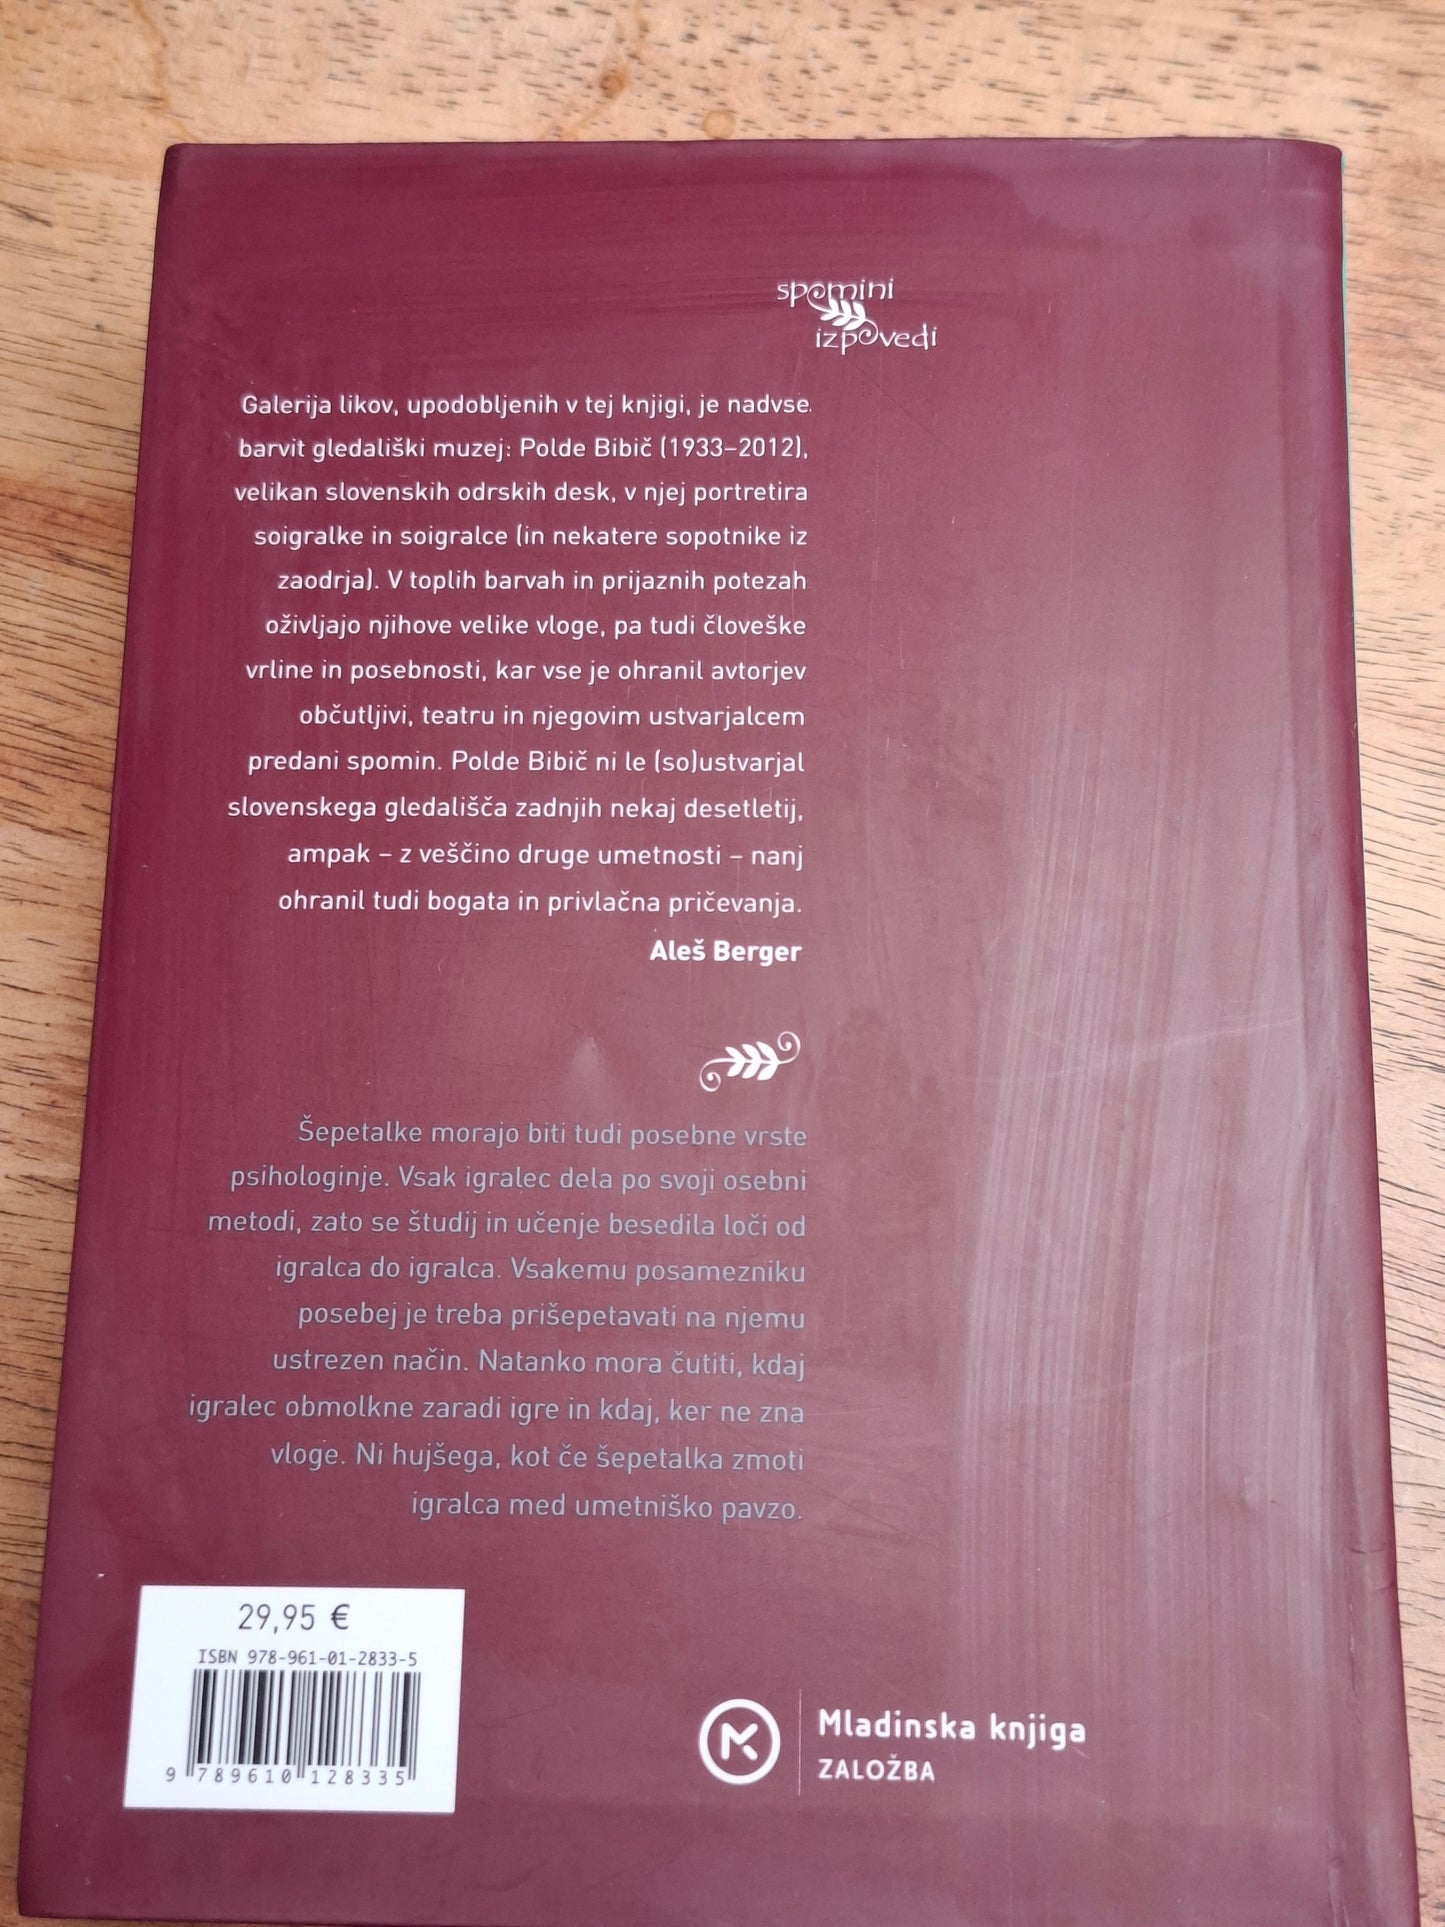 spomini
izpovedi
Galerija likov, upodobljenih v tej knjigi, je nadvse
barvit gledališki muzej: Polde Bibič (1933–2012),
velikan slovenskih odrskih desk, v njej portretira
soigralke in soigralce (in nekatere sopotnike iz
zaodrja). V toplih barvah in prijaznih potezah
oživljajo njihove velike vloge, pa tudi človeške
vrline in posebnosti, kar vse je ohranil avtorjev
občutljivi, teatru in njegovim ustvarjalcem
predani spomin. Polde Bibič ni le (so)ustvarjal
slovenskega gledališča zadnjih nekaj desetletij,
ampak – z veščino druge umetnosti – nanj
ohranil tudi bogata in privlačna pričevanja.
Aleš Berger
Šepetalke morajo biti tudi posebne vrste
psihologinje. Vsak igralec dela po svoji osebni
metodi, zato se študij in učenje besedila loči od
igralca do igralca. Vsakemu posamezniku
posebej je treba prišepetavati na njemu
ustrezen način. Natanko mora čutiti, kdaj
igralec obmolkne zaradi igre in kdaj, ker ne zna
vloge. Ni hujšega, kot če šepetalka zmoti
igralca med umetniško pavzo.
29,95 €
ISBN 978-961-01-2833-5
9 789610 128335
Mladinska knjiga
ZALOŽBA